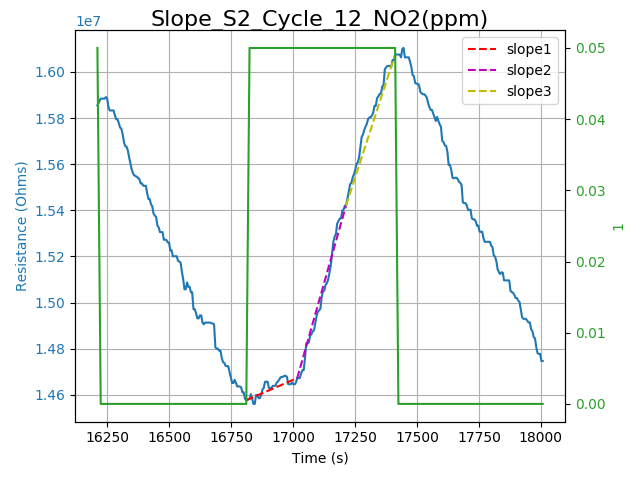 Slope_S2_Cycle_12_NO2(ppm)
1e7
slope1
slope2
slope3
1.60
1.58
1.56
1.54
1.52
1.50
1.48
1.46
Resistance (Ohms)
0.05
0.04
0.03
0.02
0.01
0.00
1
16250 16500 16750 17000 17250 17500 17750 18000
Time (s)